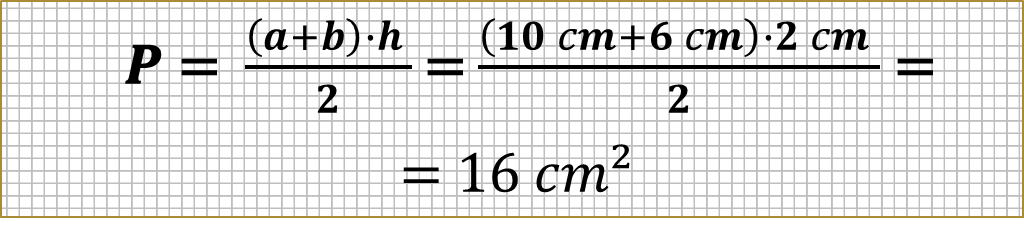 P = (a+b)·h / 2 = (10 cm+6 cm)·2 cm / 2 =
= 16 cm²